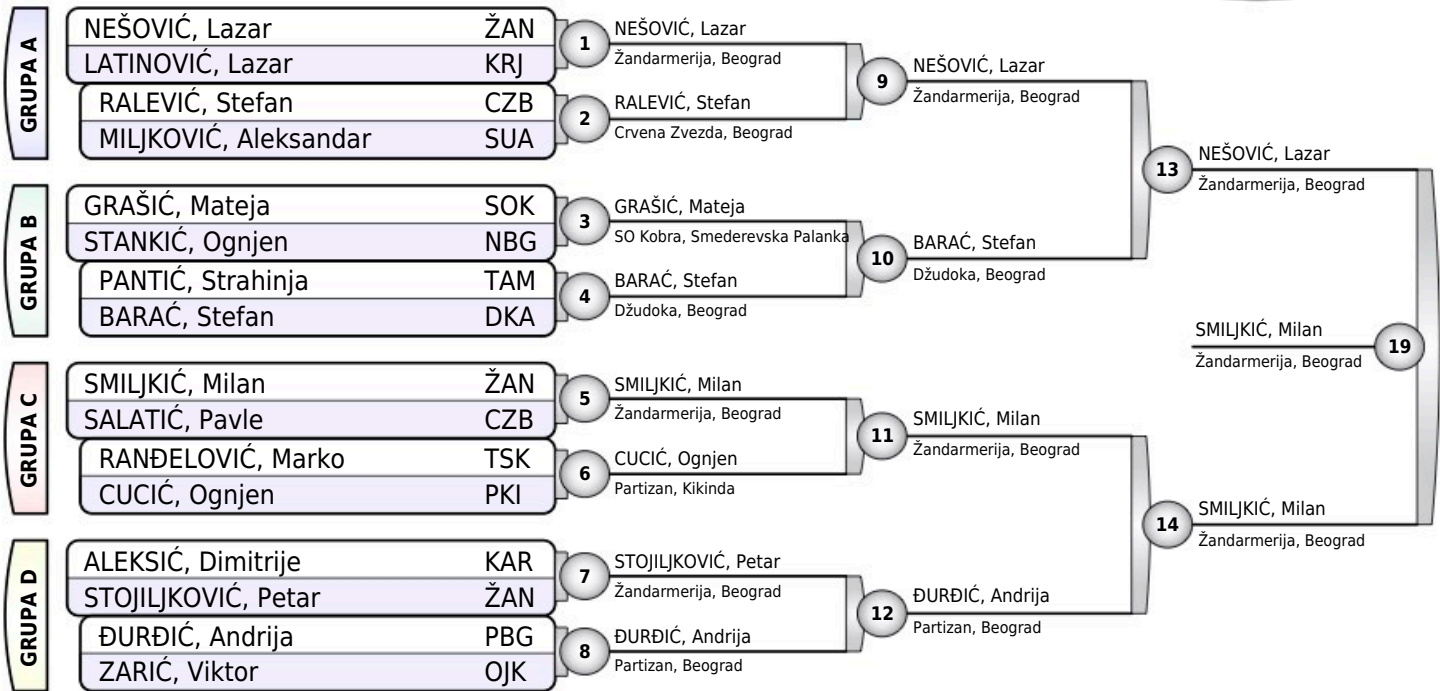 GRUPA A
NEŠOVIĆ, Lazar ŽAN
LATINOVIĆ, Lazar KRJ
RALEVIĆ, Stefan CZB
MILJKOVIĆ, Aleksandar SUA
GRUPA B
GRAŠIĆ, Mateja SOK
STANKIĆ, Ognjen NBG
PANTIĆ, Strahinja TAM
BARAĆ, Stefan DKA
GRUPA C
SMILJKIĆ, Milan ŽAN
SALATIĆ, Pavle CZB
RANĐELOVIĆ, Marko TSK
CUCIĆ, Ognjen PKI
GRUPA D
ALEKSIĆ, Dimitrije KAR
STOJILJKOVIĆ, Petar ŽAN
ĐURĐIĆ, Andrija PBG
ZARIĆ, Viktor OJK
1
NEŠOVIĆ, Lazar
Žandarmerija, Beograd
2
RALEVIĆ, Stefan
Crvena Zvezda, Beograd
3
GRAŠIĆ, Mateja
SO Kobra, Smederevska Palanka
4
BARAĆ, Stefan
Džudoka, Beograd
5
SMILJKIĆ, Milan
Žandarmerija, Beograd
6
CUCIĆ, Ognjen
Partizan, Kikinda
7
STOJILJKOVIĆ, Petar
Žandarmerija, Beograd
8
ĐURĐIĆ, Andrija
Partizan, Beograd
9
NEŠOVIĆ, Lazar
Žandarmerija, Beograd
10
BARAĆ, Stefan
Džudoka, Beograd
11
SMILJKIĆ, Milan
Žandarmerija, Beograd
12
ĐURĐIĆ, Andrija
Partizan, Beograd
13
NEŠOVIĆ, Lazar
Žandarmerija, Beograd
14
SMILJKIĆ, Milan
Žandarmerija, Beograd
SMILJKIĆ, Milan
Žandarmerija, Beograd
19